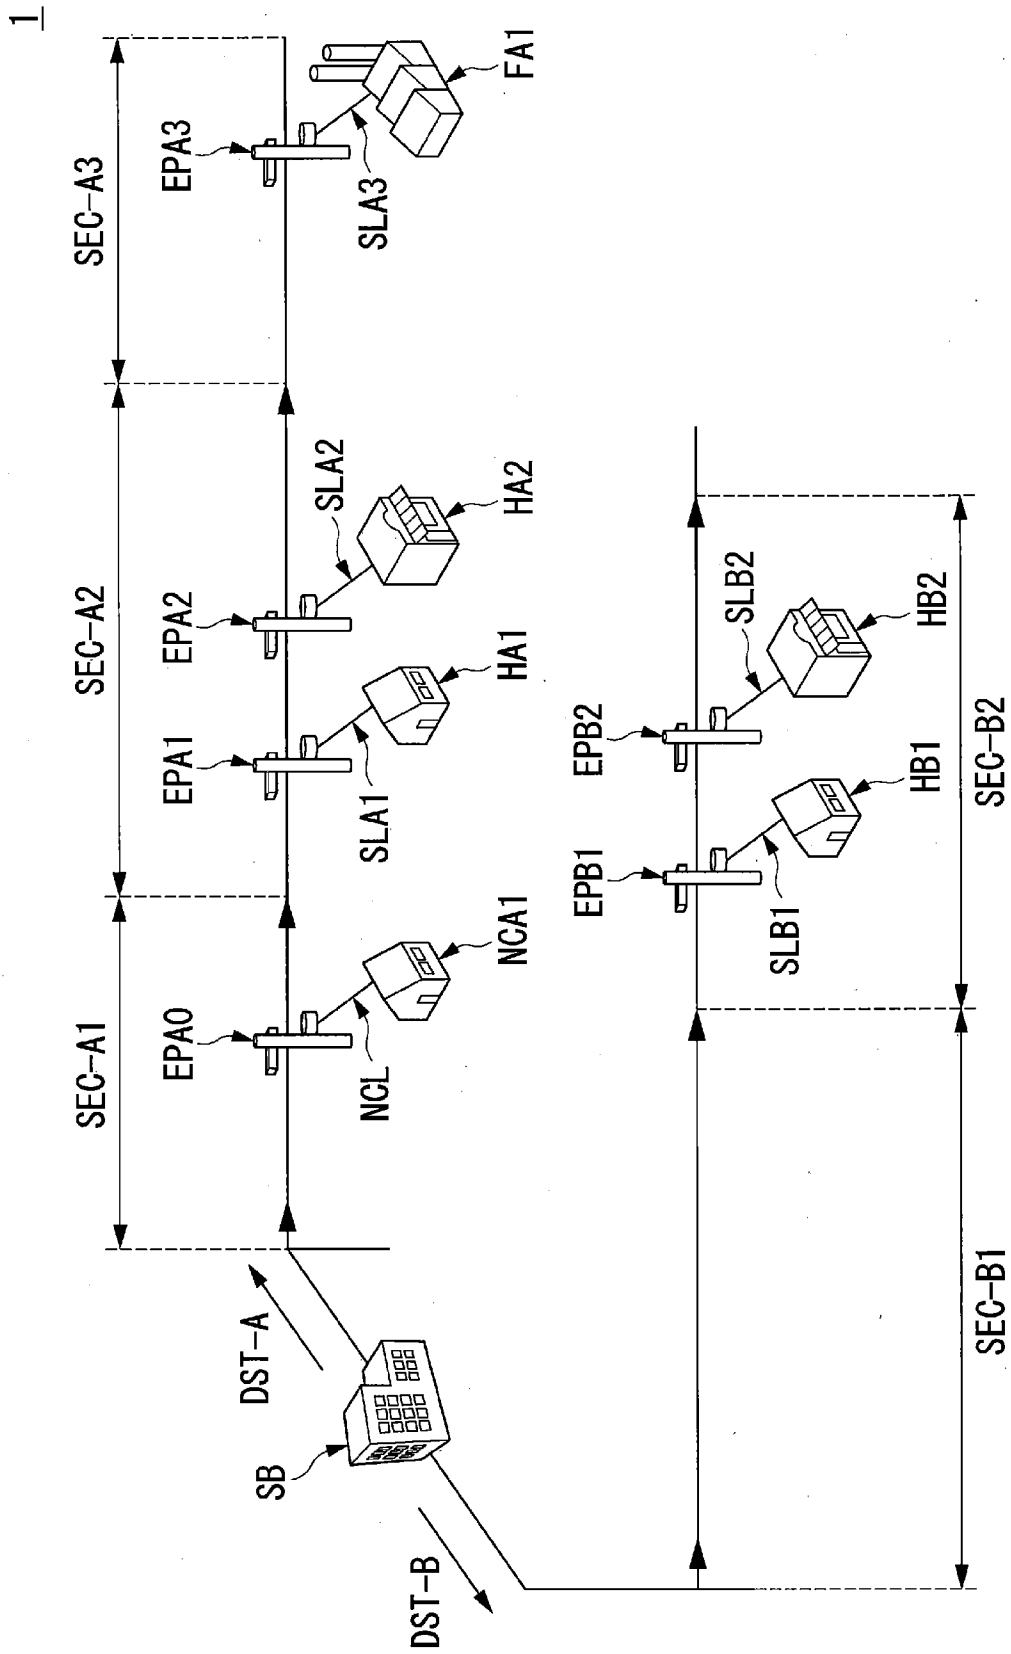 1
SEC-A1
SEC-A2
SEC-A3
EPA0
EPA1
EPA2
EPA3
DST-A
NCL
SLA1
SLA2
SLA3
SB
NCA1
HA1
HA2
FA1
DST-B
EPB1
EPB2
SLB1
SLB2
HB1
HB2
SEC-B1
SEC-B2